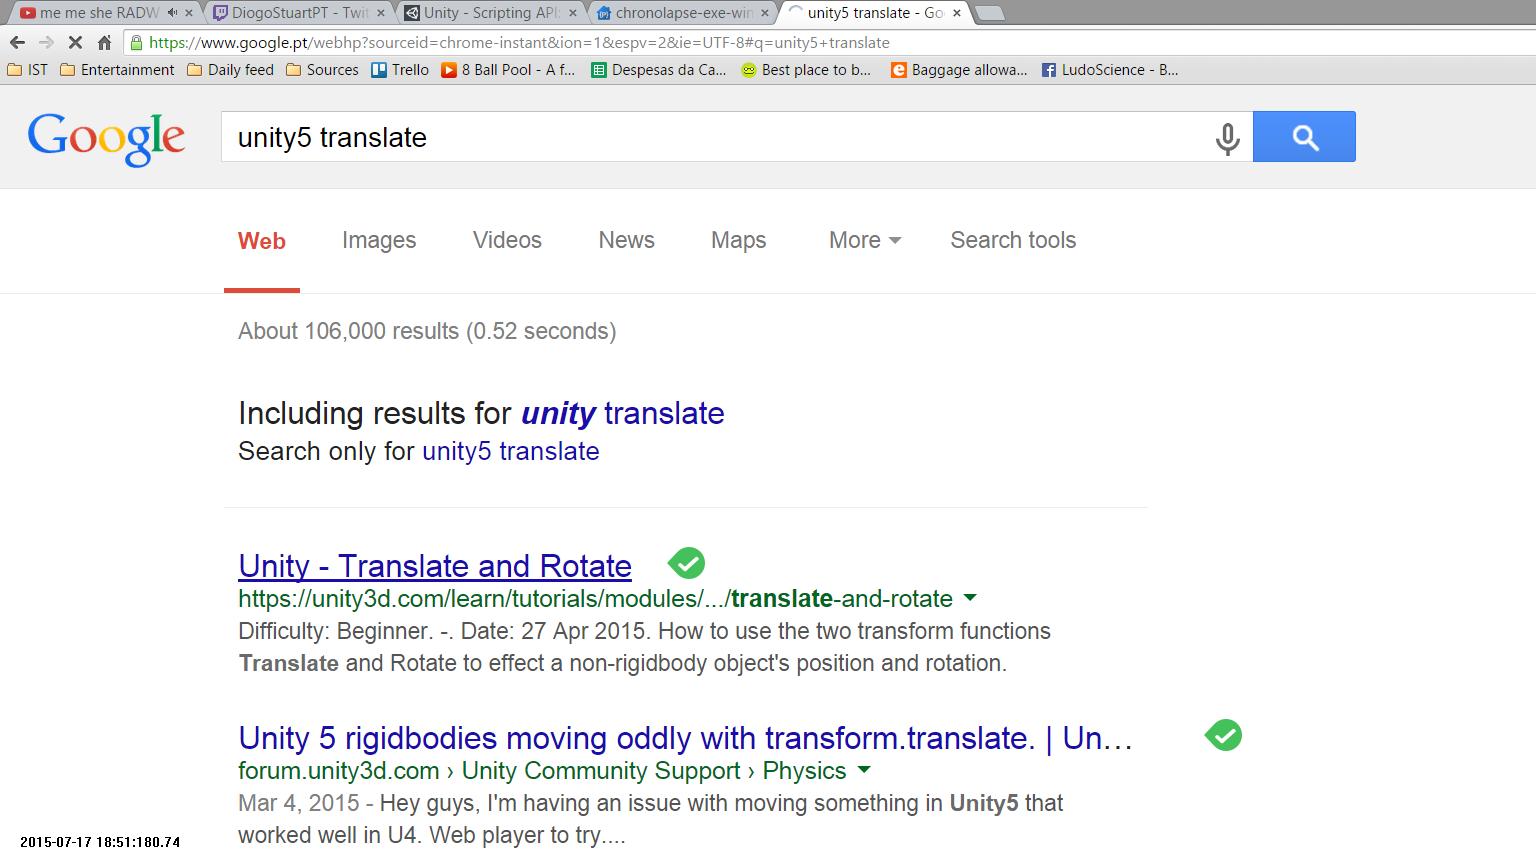 me me she RADW
DiogoStuartPT - Twit
Unity - Scripting API:
chronolapse-exe-win
unity5 translate - Go
https://www.google.pt/webhp?sourceid=chrome-instant&ion=1&espv=2&ie=UTF-8#q=unity5+translate
IST Entertainment Daily feed Sources Trello 8 Ball Pool - A f... Despesas da Ca... Best place to b... Baggage allowa... LudoScience - B...
Google
unity5 translate
Web Images Videos News Maps More Search tools
About 106,000 results (0.52 seconds)
Including results for unity translate
Search only for unity5 translate
Unity - Translate and Rotate
https://unity3d.com/learn/tutorials/modules/.../translate-and-rotate
Difficulty: Beginner. -. Date: 27 Apr 2015. How to use the two transform functions
Translate and Rotate to effect a non-rigidbody object's position and rotation.
Unity 5 rigidbodies moving oddly with transform.translate. | Un...
forum.unity3d.com › Unity Community Support › Physics
Mar 4, 2015 - Hey guys, I'm having an issue with moving something in Unity5 that
worked well in U4. Web player to try....
2015-07-17 18:51:180.74